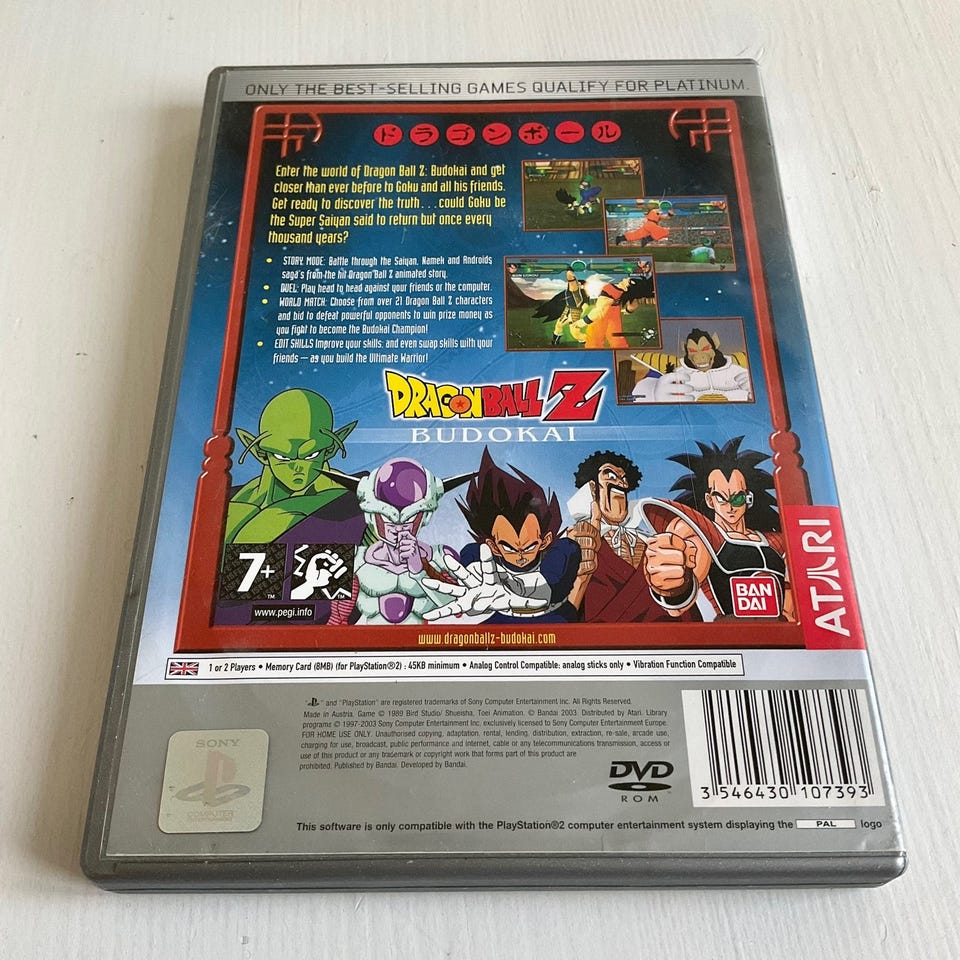 ONLY THE BEST-SELLING GAMES QUALIFY FOR PLATINUM.
ドラゴンボール
Enter the world of Dragon Ball Z: Budokai and get
closer than ever before to Goku and all his friends.
Get ready to discover the truth...could Goku be
the Super Saiyan said to return but once every
thousand years?
• STORY MODE: Battle through the Saiyan, Namek and Androids
saga's from the hit Dragon Ball Z animated story.
• DUEL: Play head to head against your friends or the computer.
• WORLD MATCH: Choose from over 21 Dragon Ball Z characters
and bid to defeat powerful opponents to win prize money as
you fight to become the Budokai Champion!
• EDIT SKILLS Improve your skills; and even swap skills with your
friends — as you build the Ultimate Warrior!
DRAGONBALL Z
BUDOKAI
7+
™
www.pegi.info
BAN
DAI
ATARI
www.dragonballz-budokai.com
1 or 2 Players • Memory Card (8MB) (for PlayStation®2) : 45KB minimum • Analog Control Compatible: analog sticks only • Vibration Function Compatible
" " and "PlayStation" are registered trademarks of Sony Computer Entertainment Inc. All Rights Reserved.
Made in Austria. Game © 1989 Bird Studio/ Shueisha, Toei Animation. © Bandai 2003. Distributed by Atari. Library
programs © 1997-2003 Sony Computer Entertainment Inc. exclusively licensed to Sony Computer Entertainment Europe.
FOR HOME USE ONLY. Unauthorised copying, adaptation, rental, lending, distribution, extraction, re-sale, arcade use,
charging for use, broadcast, public performance and internet, cable or any telecommunications transmission, access or
use of this product or any trademark or copyright work that forms part of this product are
prohibited. Published by Bandai. Developed by Bandai.
SONY
COMPUTER
ENTERTAINMENT
DVD
ROM
3 546430 107393
This software is only compatible with the PlayStation®2 computer entertainment system displaying the PAL logo